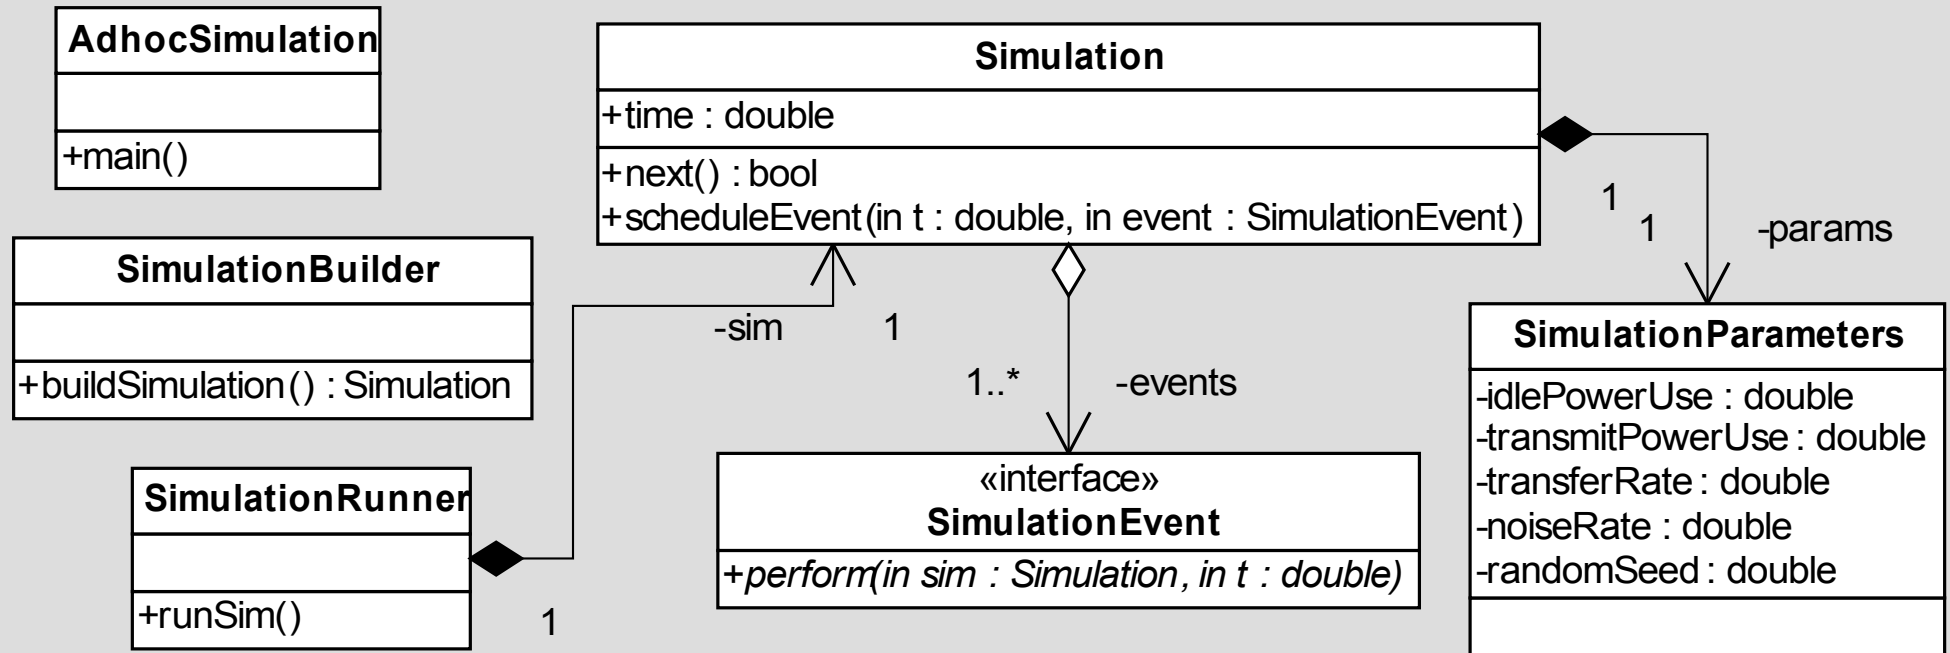 AdhocSimulation
+main()
Simulation
+time : double
+next() : bool
+scheduleEvent(in t : double, in event : SimulationEvent)
SimulationBuilder
+buildSimulation() : Simulation
-sim
1
1
1
-params
1..*
-events
SimulationRunner
+runSim()
1
«interface»
SimulationEvent
+perform(in sim : Simulation, in t : double)
SimulationParameters
-idlePowerUse : double
-transmitPowerUse : double
-transferRate : double
-noiseRate : double
-randomSeed : double